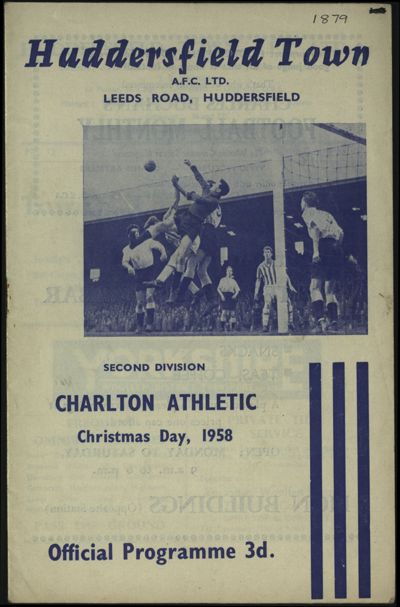 1879
Huddersfield Town
A.F.C. LTD.
LEEDS ROAD, HUDDERSFIELD
SECOND DIVISION
CHARLTON ATHLETIC
Christmas Day, 1958
Official Programme 3d.